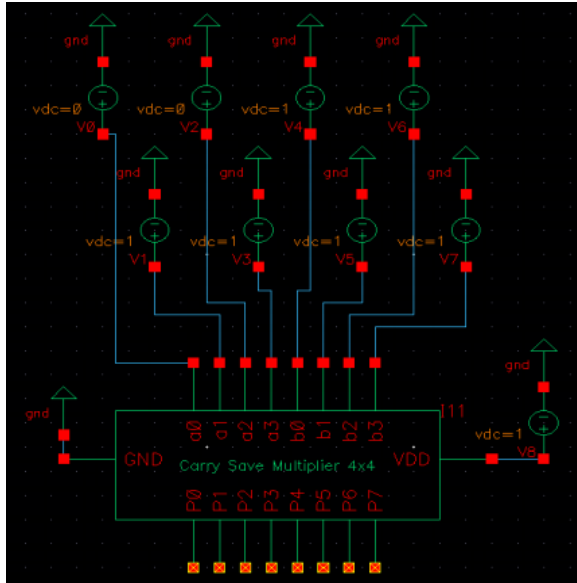 gnd gnd gnd gnd
vdc=0 vdc=0 vdc=1 vdc=1
V0 V2 V4 V6
gnd gnd gnd gnd
vdc=1 vdc=1 vdc=1 vdc=1
V1 V3 V5 V7
gnd
gnd
I11
a0 a1 a2 a3 b0 b1 b2 b3
vdc=1
V8
GND Carry Save Multiplier 4x4 VDD
P0 P1 P2 P3 P4 P5 P6 P7